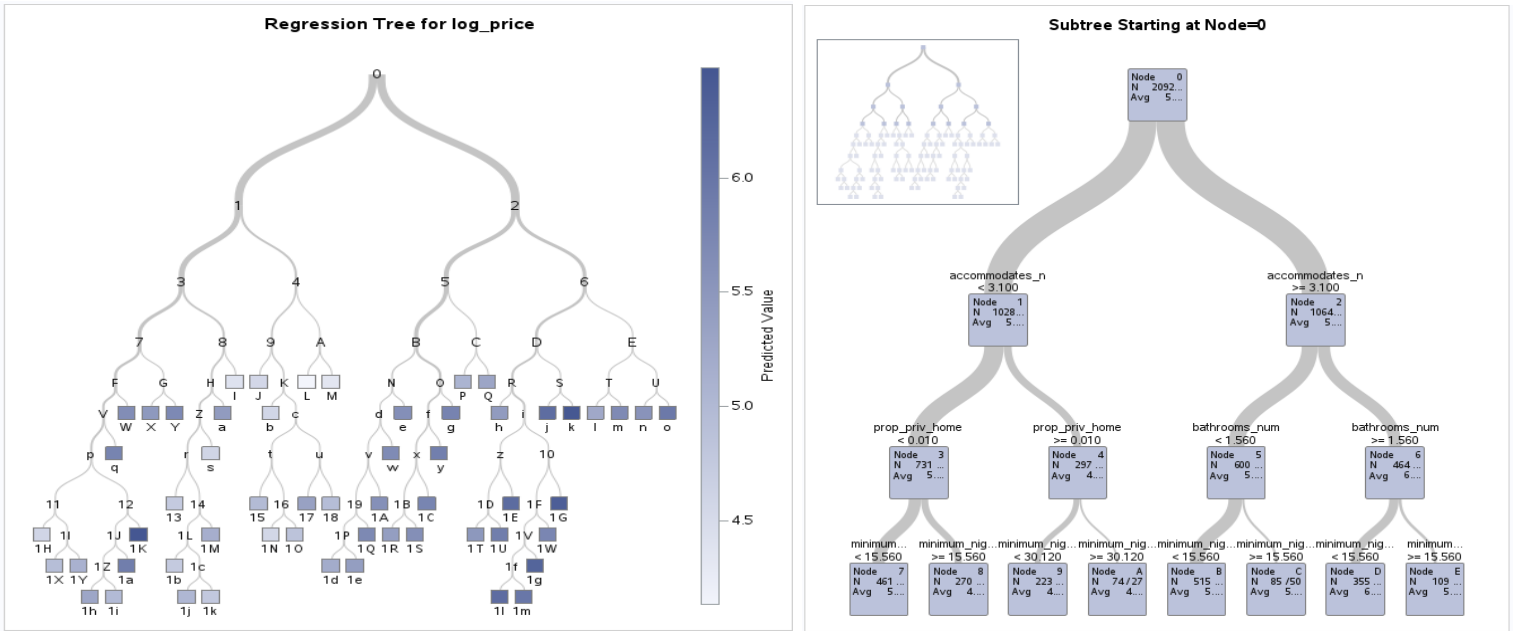 Regression Tree for log_price
0
6.0
1
2
3
4
5
6
5.5
7
8
9
A
B
C
D
E
Predicted Value
F
G
H
I
J
K
L
M
N
O
P
Q
R
S
T
U
V
W
X
Y
Z
a
b
c
d
e
f
g
h
i
j
k
l
m
n
o
5.0
p
q
r
s
t
u
v
w
x
y
z
10
11
12
13
14
15
16
17
18
19
1A
1B
1C
1D
1E
1F
1G
4.5
1H
1I
1J
1K
1L
1M
1N
1O
1P
1Q
1R
1S
1T
1U
1V
1W
1X
1Y
1Z
1a
1b
1c
1d
1e
1f
1g
1h
1i
1j
1k
1l
1m
Subtree Starting at Node=0
Node 0
N 2092...
Avg 5....
accommodates_n
< 3.100
Node 1
N 1028...
Avg 5....
accommodates_n
>= 3.100
Node 2
N 1064...
Avg 5....
prop_priv_home
< 0.010
Node 3
N 731 ...
Avg 5....
prop_priv_home
>= 0.010
Node 4
N 297 ...
Avg 4....
bathrooms_num
< 1.560
Node 5
N 600 ...
Avg 5....
bathrooms_num
>= 1.560
Node 6
N 464 ...
Avg 6....
minimum...
< 15.560
Node 7
N 461 ...
Avg 5....
minimum_nig...
>= 15.560
Node 8
N 270 ...
Avg 4....
minimum_nig...
< 30.120
Node 9
N 223 ...
Avg 4....
minimum_nig...
>= 30.120
Node A
N 74/27
Avg 4....
minimum_nig...
< 15.560
Node B
N 515 ...
Avg 5....
minimum_nig...
>= 15.560
Node C
N 85 /50
Avg 5....
minimum_nig...
< 15.560
Node D
N 355 ...
Avg 6....
minimum...
>= 15.560
Node E
N 109 ...
Avg 5....